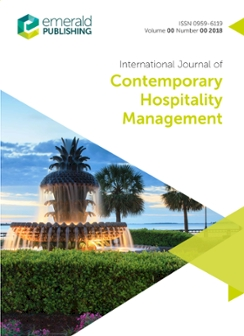 emerald
PUBLISHING
ISSN 0959-6119
Volume 00 Number 00 2018
International Journal of
Contemporary
Hospitality
Management